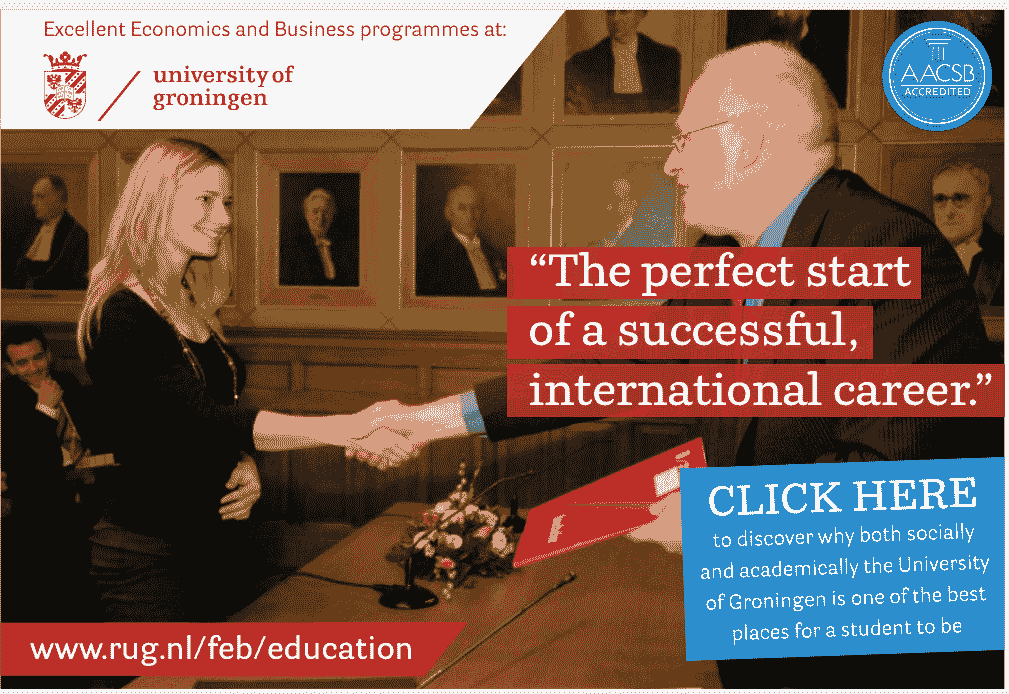 Excellent Economics and Business programmes at:
university of
groningen
AACSB
ACCREDITED
“The perfect start
of a successful,
international career.”
CLICK HERE
to discover why both socially
and academically the University
of Groningen is one of the best
places for a student to be
www.rug.nl/feb/education